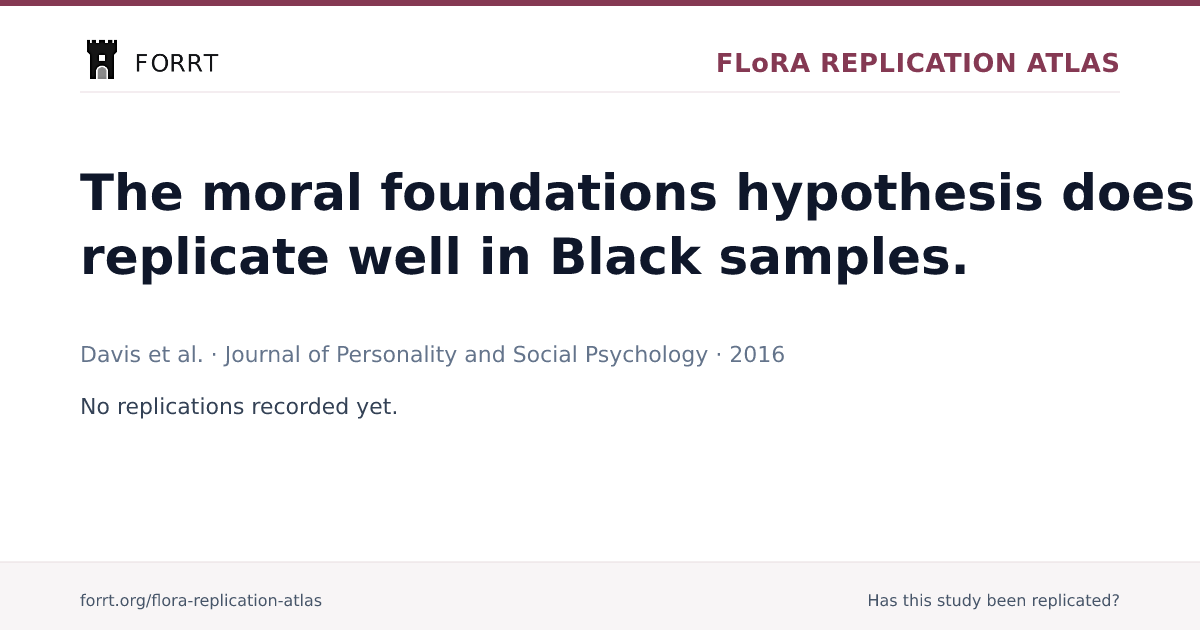 FORRT
FLoRA REPLICATION ATLAS
The moral foundations hypothesis does
replicate well in Black samples.
Davis et al. · Journal of Personality and Social Psychology · 2016
No replications recorded yet.
forrt.org/flora-replication-atlas
Has this study been replicated?